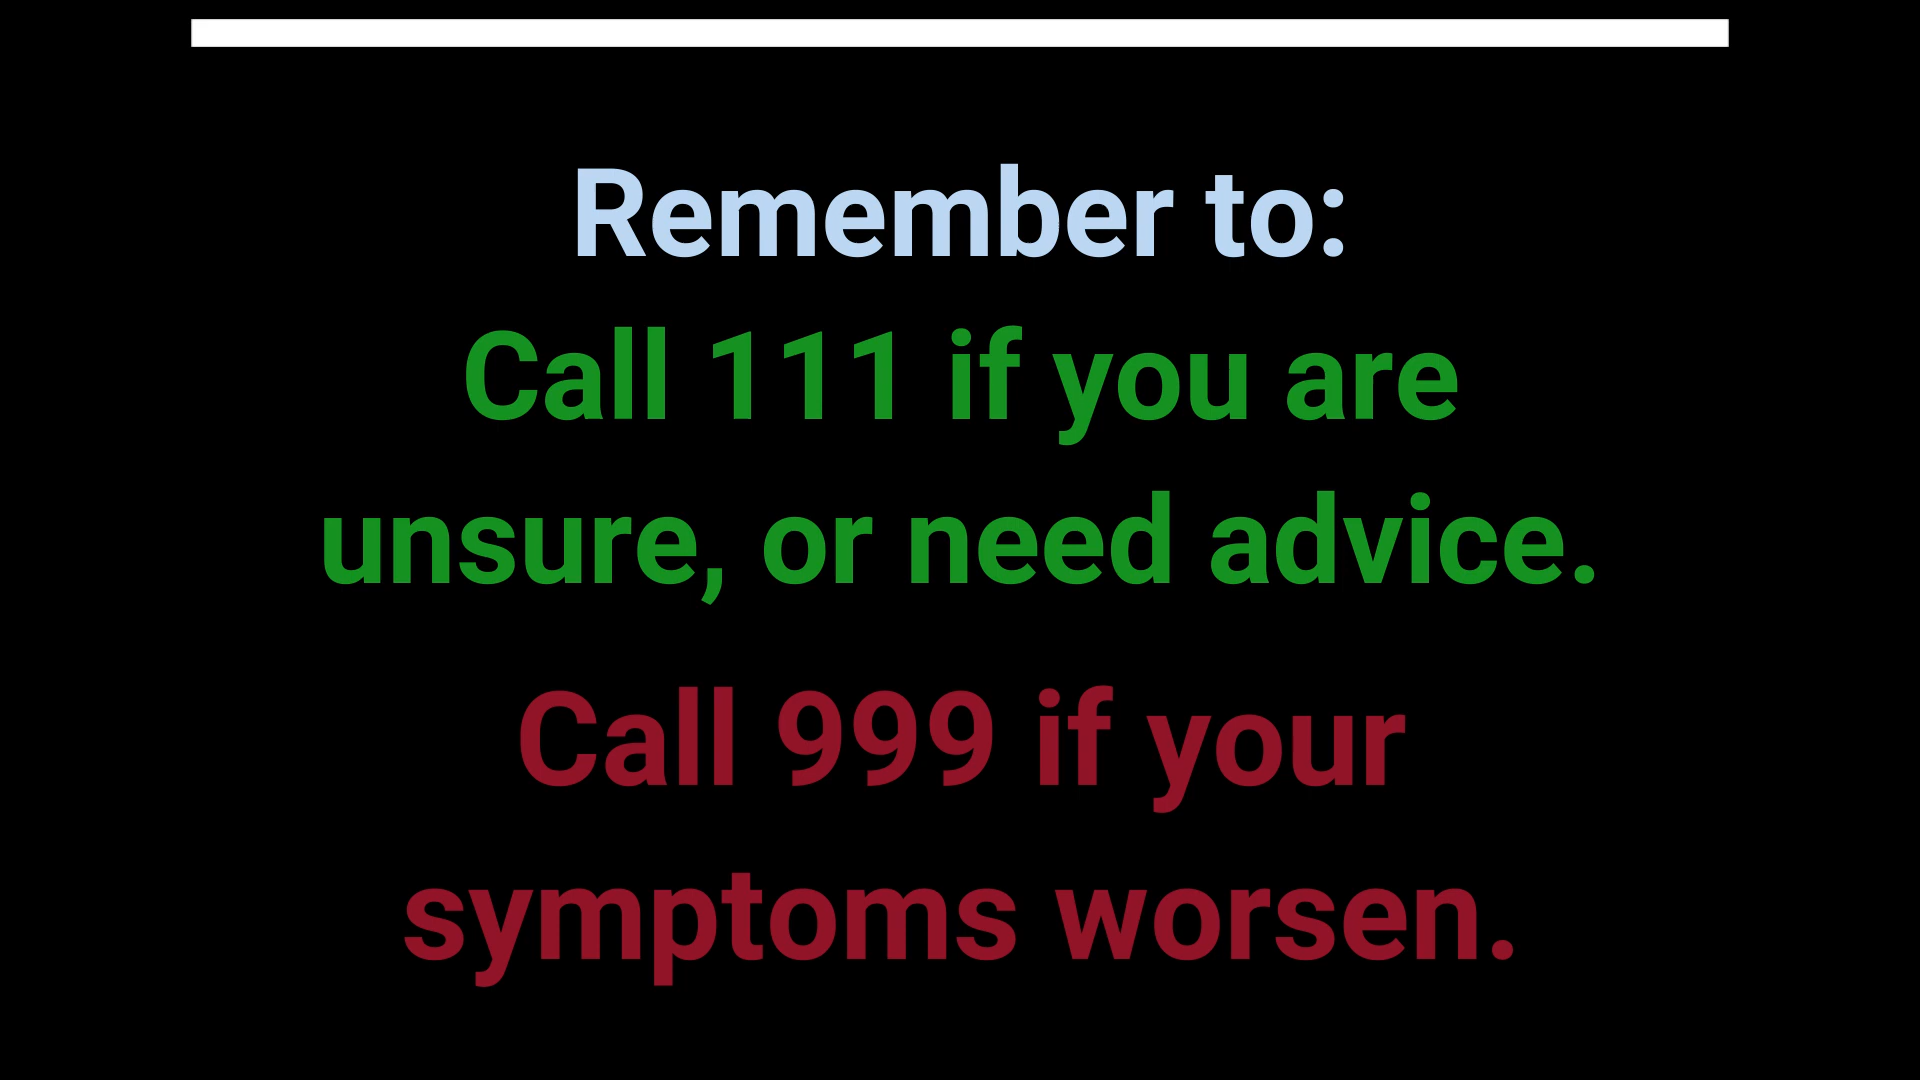 Remember to:
Call 111 if you are
unsure, or need advice.
Call 999 if your
symptoms worsen.